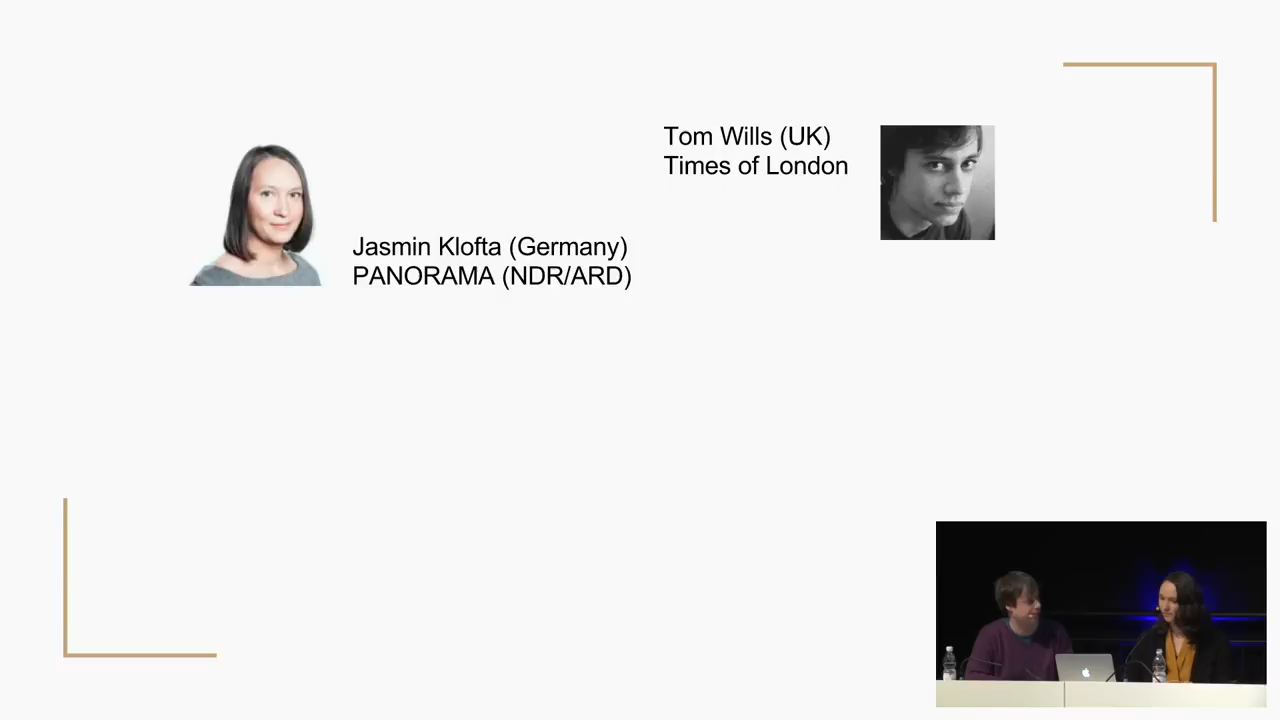 Tom Wills (UK)
Times of London
Jasmin Klofta (Germany)
PANORAMA (NDR/ARD)